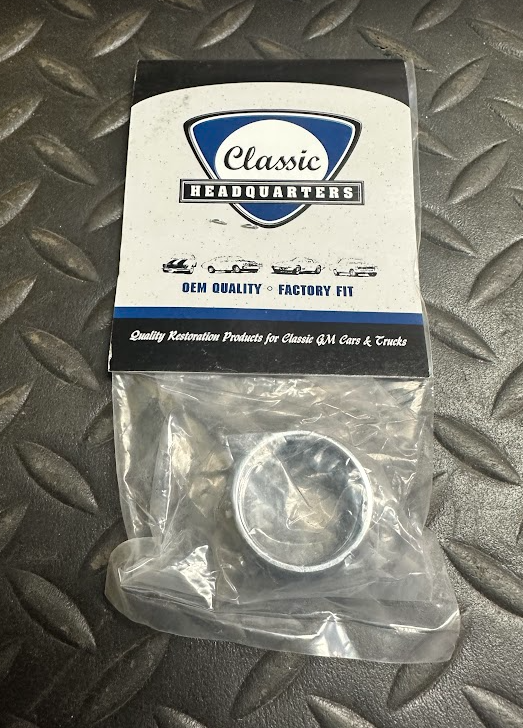 Classic
HEADQUARTERS
OEM QUALITY ◦ FACTORY FIT
Quality Restoration Products for Classic GM Cars & Trucks